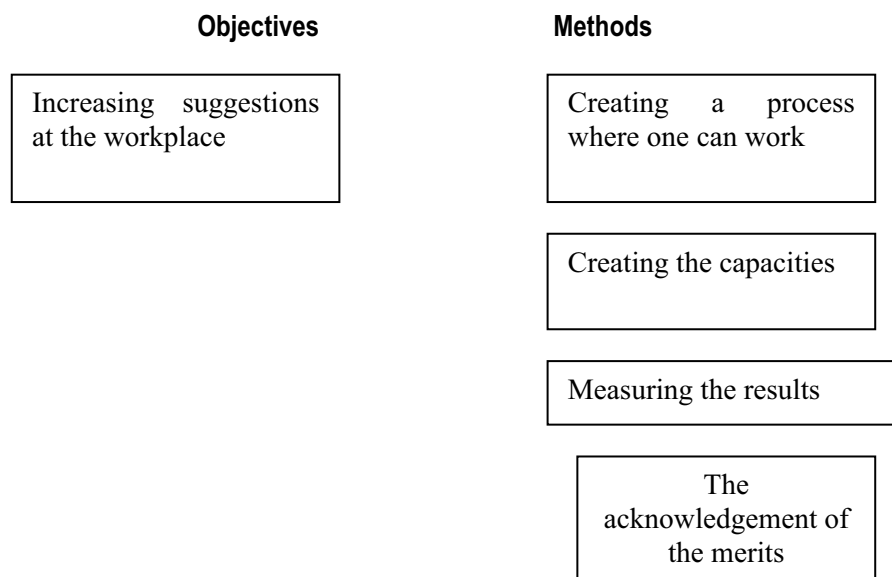 Objectives Methods
Increasing suggestions
at the workplace
Creating a process
where one can work
Creating the capacities
Measuring the results
The
acknowledgement of
the merits